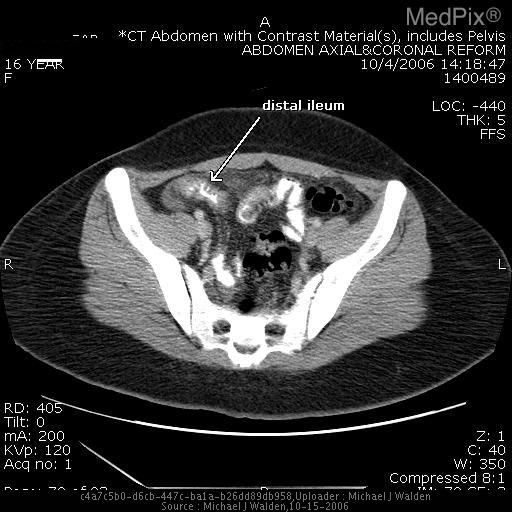 MedPix®
A
*CT Abdomen with Contrast Material(s), includes Pelvis
ABDOMEN AXIAL&CORONAL REFORM
16 YEAR
10/4/2006 14:18:47
F
1400489
distal ileum
LOC: -440
THK: 5
FFS
R
L
RD: 405
Tilt: 0
mA: 200
KVp: 120
Acq no: 1
Z: 1
C: 40
W: 350
Compressed 8:1
c4a7c5b0-d6cb-447c-ba1a-b26dd89db958,Uploader : Michael J Walden
Source : Michael J Walden,10-15-2006